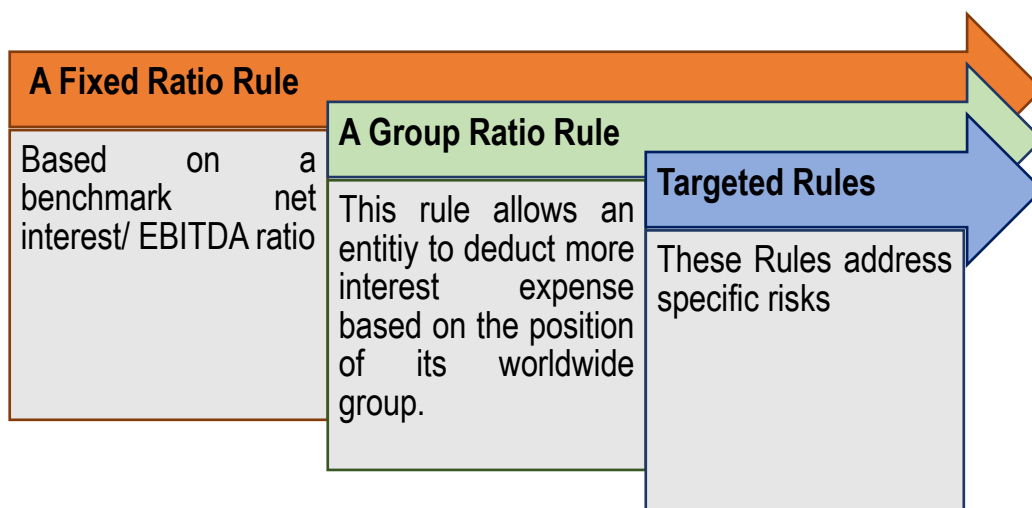 A Fixed Ratio Rule
Based on a
benchmark net
interest/ EBITDA ratio
A Group Ratio Rule
This rule allows an
entitiy to deduct more
interest expense
based on the position
of its worldwide
group.
Targeted Rules
These Rules address
specific risks